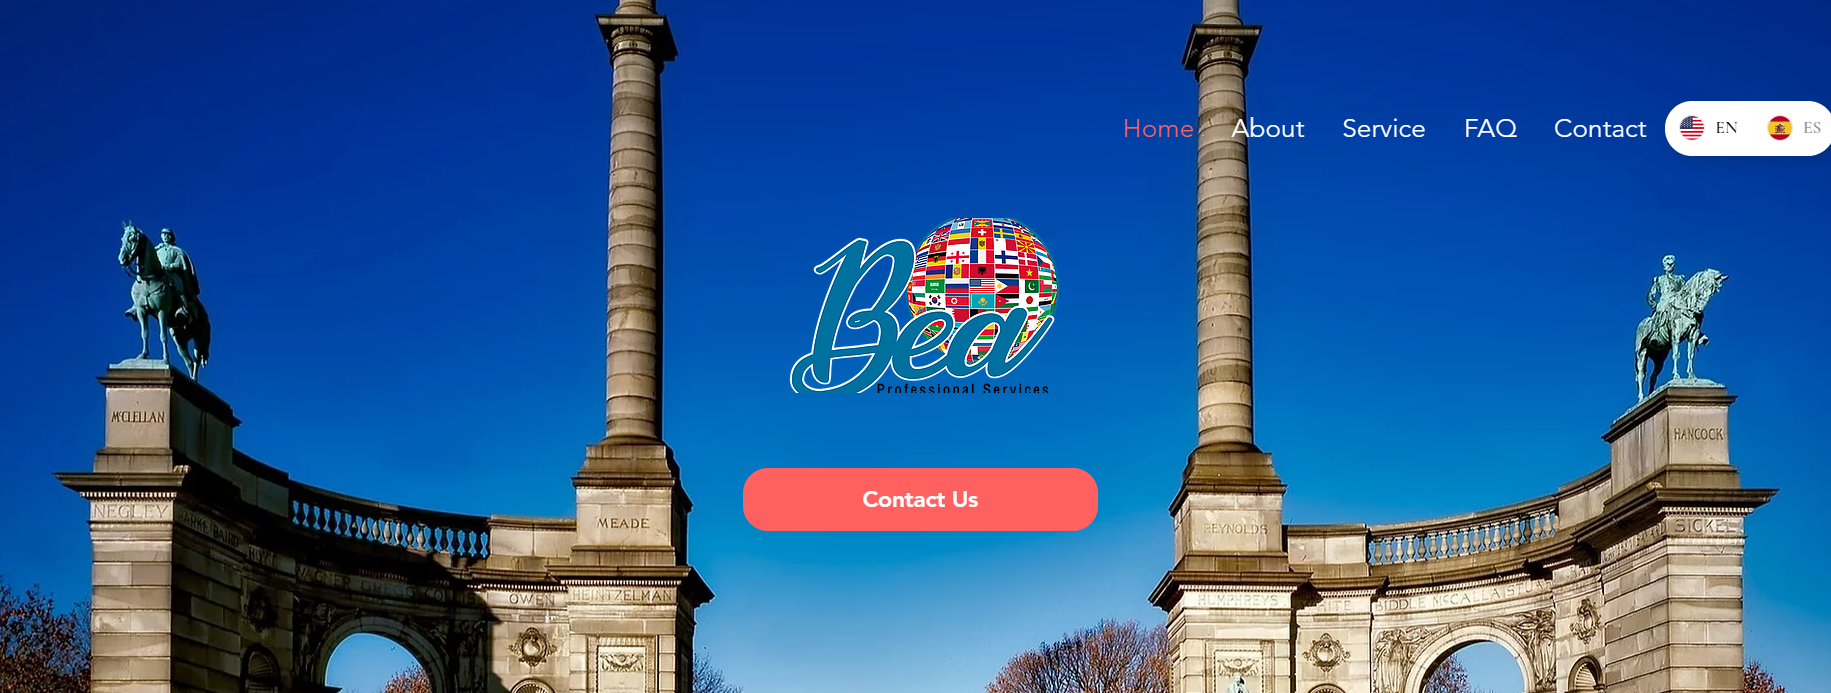 Home About Service FAQ Contact EN ES
Bea
Professional Services
McCLELLAN
HANCOCK
Contact Us
NEGLEY
MEADE
REYNOLDS
SICKEL
OWEN HEINTZELMAN
HUMPHREYS
BIDDLE McCALLA